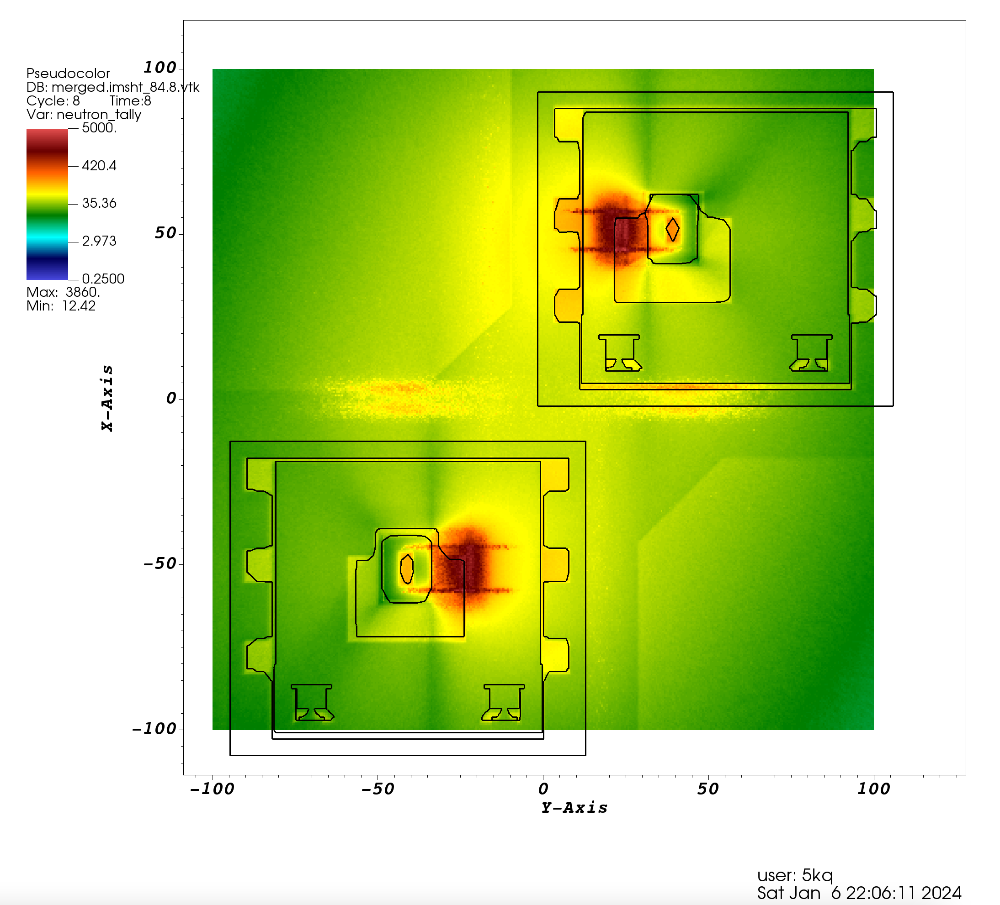 Pseudocolor
DB: merged.imsht_84.8.vtk
Cycle: 8 Time:8
Var: neutron_tally
5000.
420.4
35.36
2.973
0.2500
Max: 3860.
Min: 12.42
100
50
0
-50
-100
X-Axis
-100 -50 0 50 100
Y-Axis
user: 5kq
Sat Jan 6 22:06:11 2024